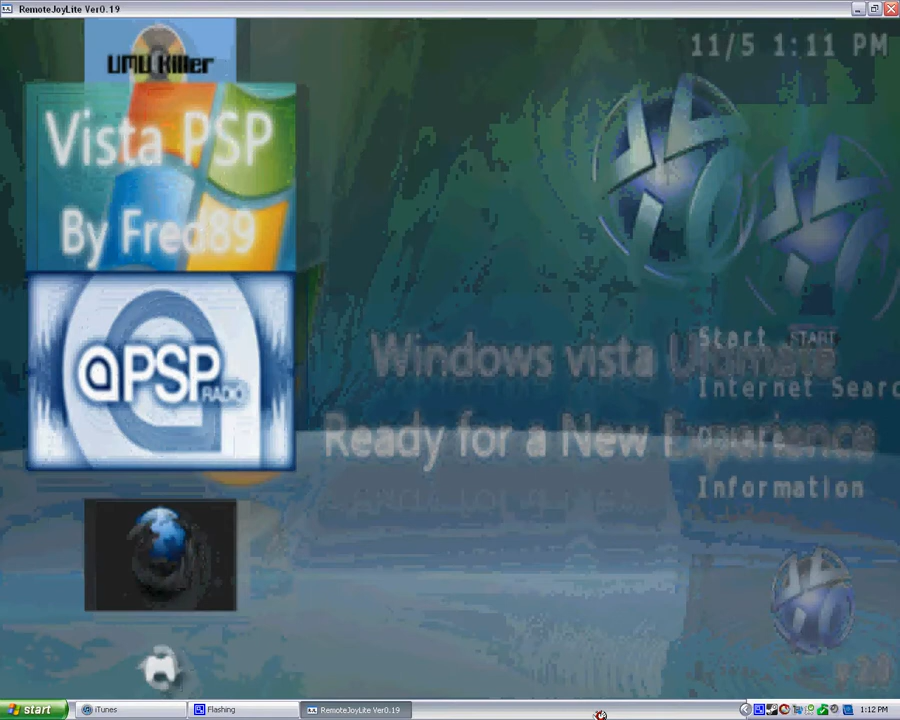 RemoteJoyLite Ver0.19
UMD Killer
11/5 1:11 PM
Vista PSP
By Fred89
PSP
RADIO
Start
START
Windows vista Ultimate
Internet Searc
Ready for a New Experience
Information
start
iTunes
Flashing
RemoteJoyLite Ver0.19
1:12 PM